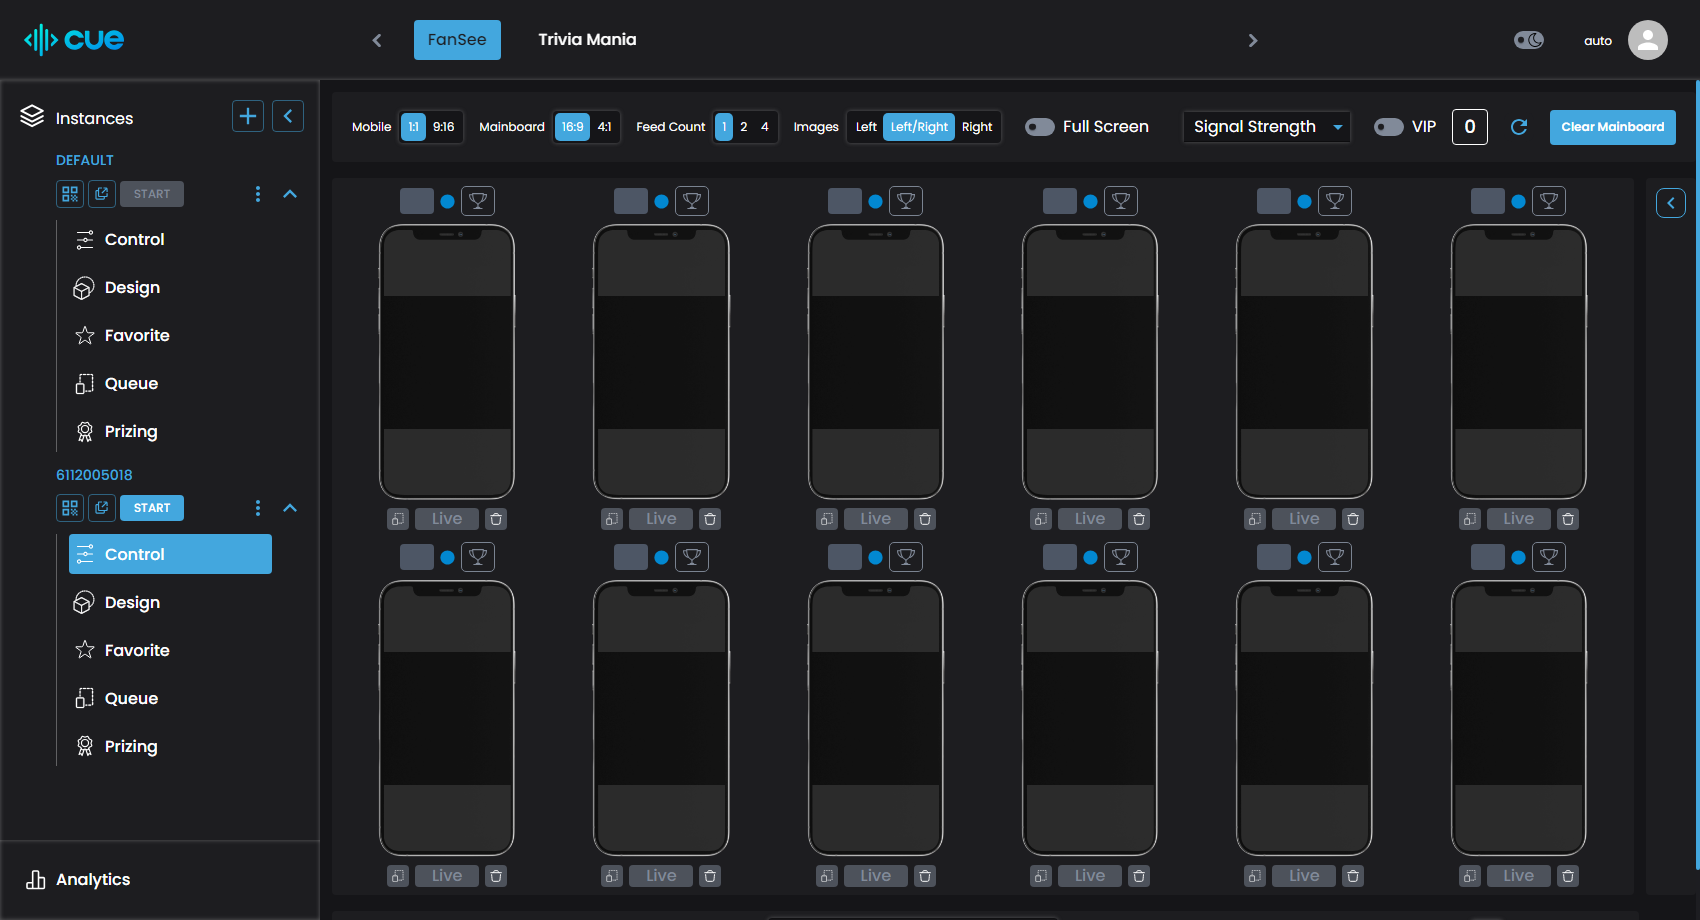 cue
FanSee
Trivia Mania
auto
Instances
DEFAULT
START
Control
Design
Favorite
Queue
Prizing
6112005018
START
Control
Design
Favorite
Queue
Prizing
Analytics
Mobile 1:1 9:16 Mainboard 16:9 4:1 Feed Count 1 2 4 Images Left Left/Right Right Full Screen Signal Strength VIP 0 Clear Mainboard
Live Live Live Live Live Live
Live Live Live Live Live Live